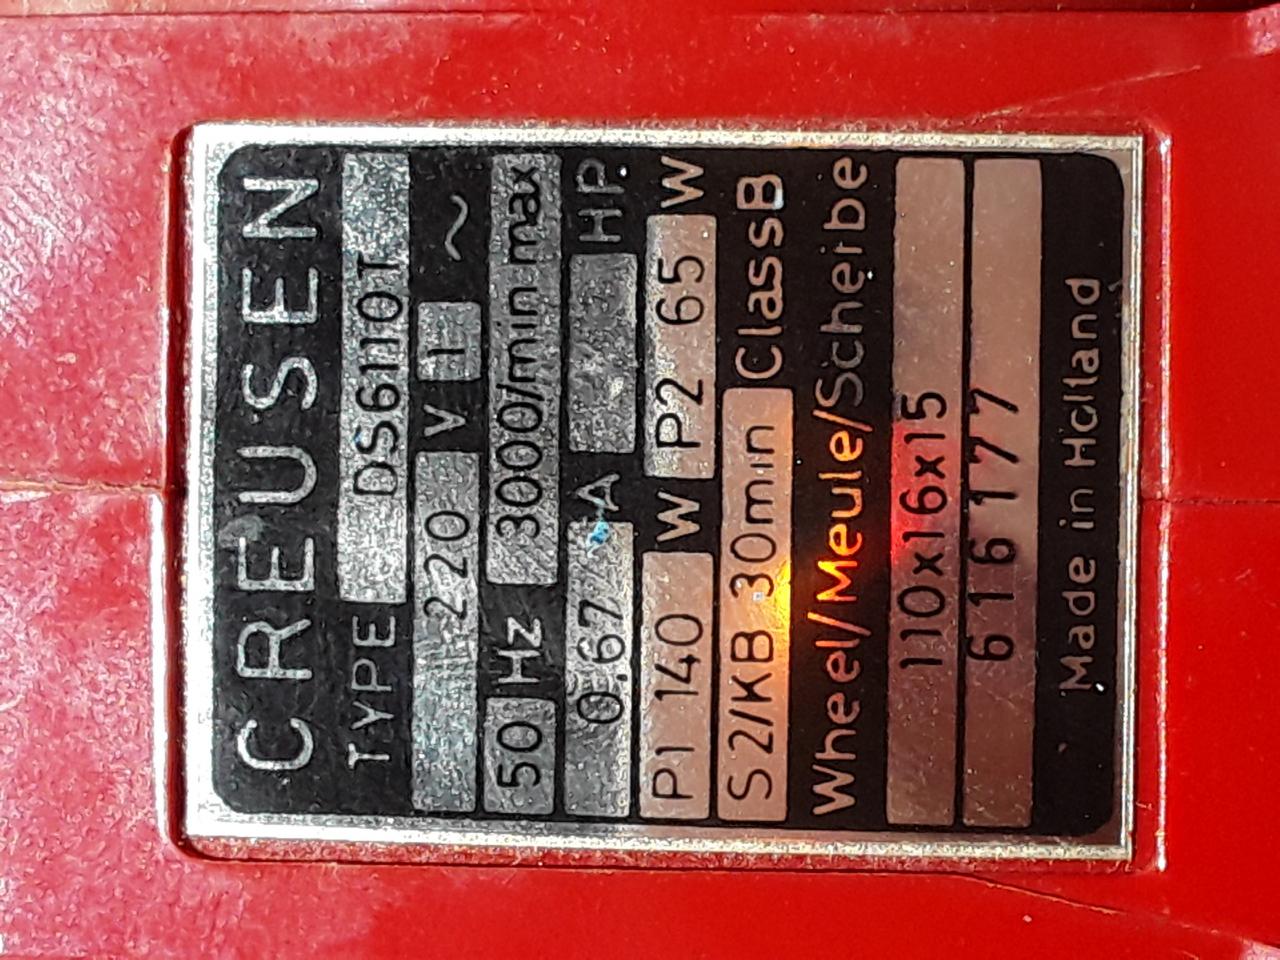 CREUSEN
TYPE DS6110T
220 V 1 ~
50 Hz 3000/min max
0.67 A HP
P1 140 W P2 65 W
S2/KB 30min Class B
Wheel/Meule/Scheibe
110x16x15
616177
Made in Holland